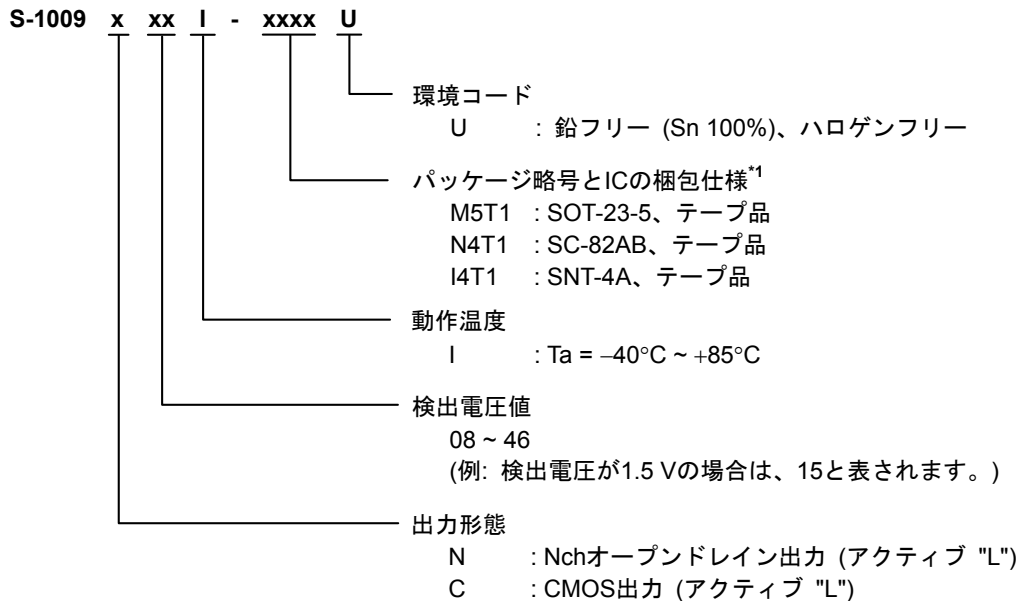 S-1009 x xx I - xxxx U
環境コード
U : 鉛フリー (Sn 100%)、ハロゲンフリー
パッケージ略号とICの梱包仕様*1
M5T1 : SOT-23-5、テープ品
N4T1 : SC-82AB、テープ品
I4T1 : SNT-4A、テープ品
動作温度
I : Ta = −40°C ~ +85°C
検出電圧値
08 ~ 46
(例: 検出電圧が1.5 Vの場合は、15と表されます。)
出力形態
N : Nchオープンドレイン出力 (アクティブ "L")
C : CMOS出力 (アクティブ "L")